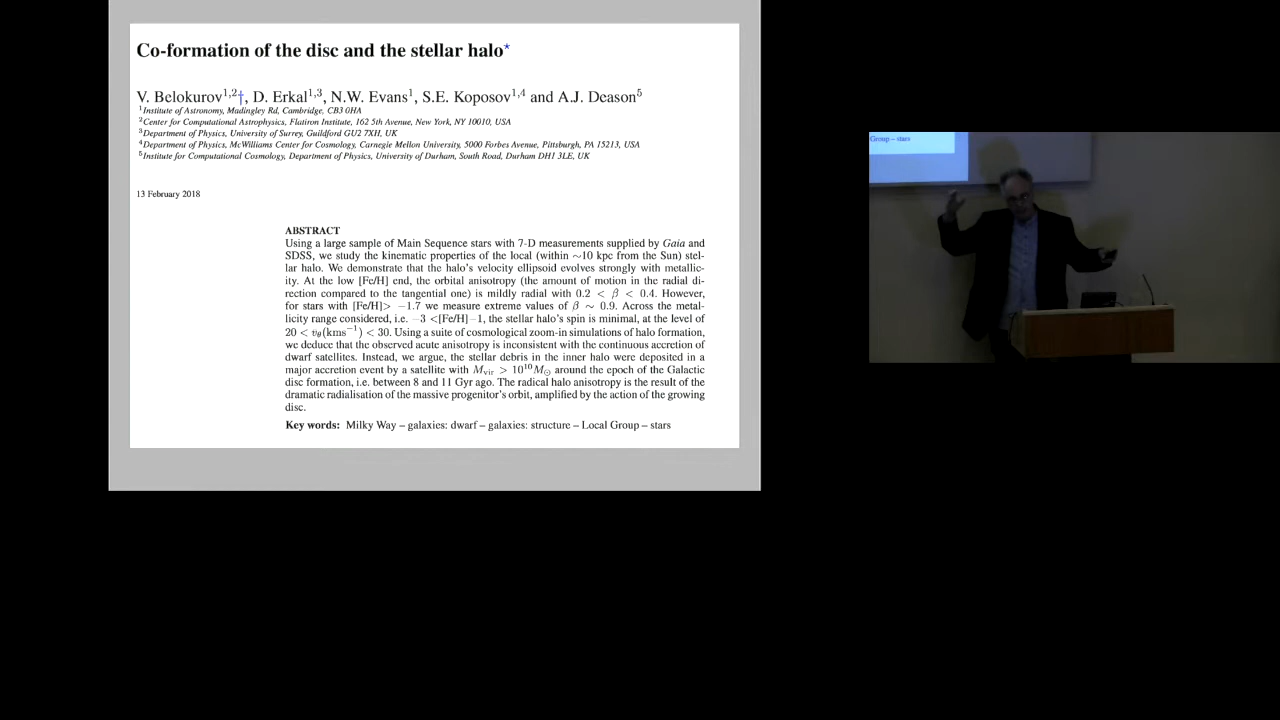 Co-formation of the disc and the stellar halo⋆
V. Belokurov1,2†, D. Erkal1,3, N.W. Evans1, S.E. Koposov1,4 and A.J. Deason5
1Institute of Astronomy, Madingley Rd, Cambridge, CB3 0HA
2Center for Computational Astrophysics, Flatiron Institute, 162 5th Avenue, New York, NY 10010, USA
3Department of Physics, University of Surrey, Guildford GU2 7XH, UK
4Department of Physics, McWilliams Center for Cosmology, Carnegie Mellon University, 5000 Forbes Avenue, Pittsburgh, PA 15213, USA
5Institute for Computational Cosmology, Department of Physics, University of Durham, South Road, Durham DH1 3LE, UK
13 February 2018
ABSTRACT
Using a large sample of Main Sequence stars with 7-D measurements supplied by Gaia and
SDSS, we study the kinematic properties of the local (within ∼10 kpc from the Sun) stel-
lar halo. We demonstrate that the halo's velocity ellipsoid evolves strongly with metallic-
ity. At the low [Fe/H] end, the orbital anisotropy (the amount of motion in the radial di-
rection compared to the tangential one) is mildly radial with 0.2 < β < 0.4. However,
for stars with [Fe/H]> −1.7 we measure extreme values of β ∼ 0.9. Across the metal-
licity range considered, i.e. −3 <[Fe/H]−1, the stellar halo's spin is minimal, at the level of
20 < v̄θ(kms−1) < 30. Using a suite of cosmological zoom-in simulations of halo formation,
we deduce that the observed acute anisotropy is inconsistent with the continuous accretion of
dwarf satellites. Instead, we argue, the stellar debris in the inner halo were deposited in a
major accretion event by a satellite with Mvir > 10^10 M⊙ around the epoch of the Galactic
disc formation, i.e. between 8 and 11 Gyr ago. The radical halo anisotropy is the result of the
dramatic radialisation of the massive progenitor's orbit, amplified by the action of the growing
disc.
Key words: Milky Way – galaxies: dwarf – galaxies: structure – Local Group – stars
Group – stars